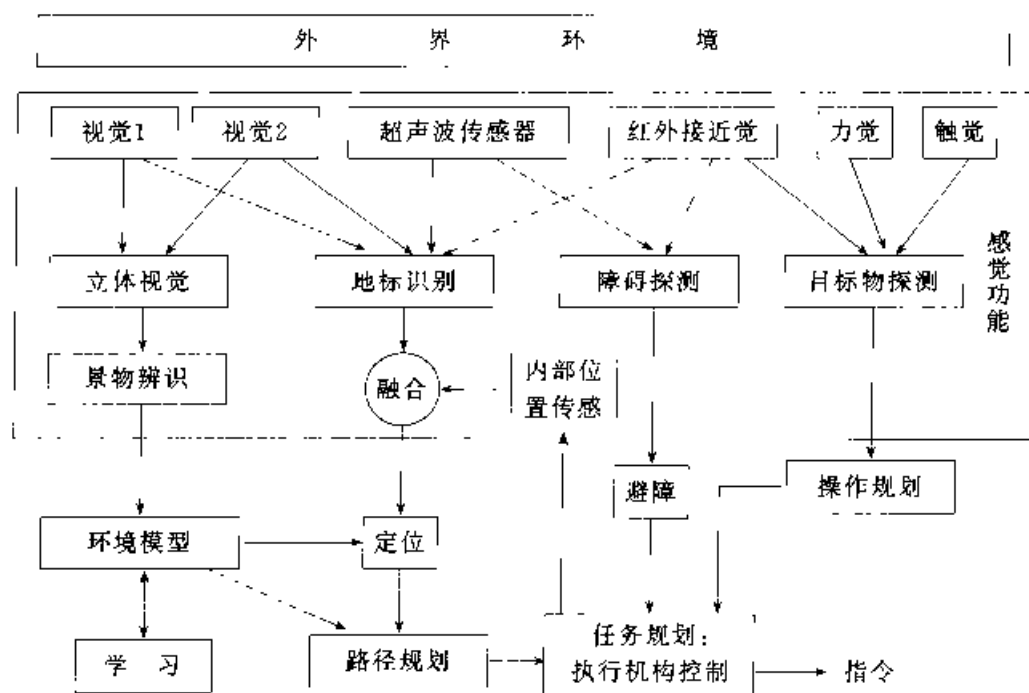 外界环境
视觉1
视觉2
超声波传感器
红外接近觉
力觉
触觉
立体视觉
地标识别
障碍探测
目标物探测
感觉功能
景物辨识
融合
内部位
置传感
避障
操作规划
环境模型
定位
学习
路径规划
任务规划:
执行机构控制
指令